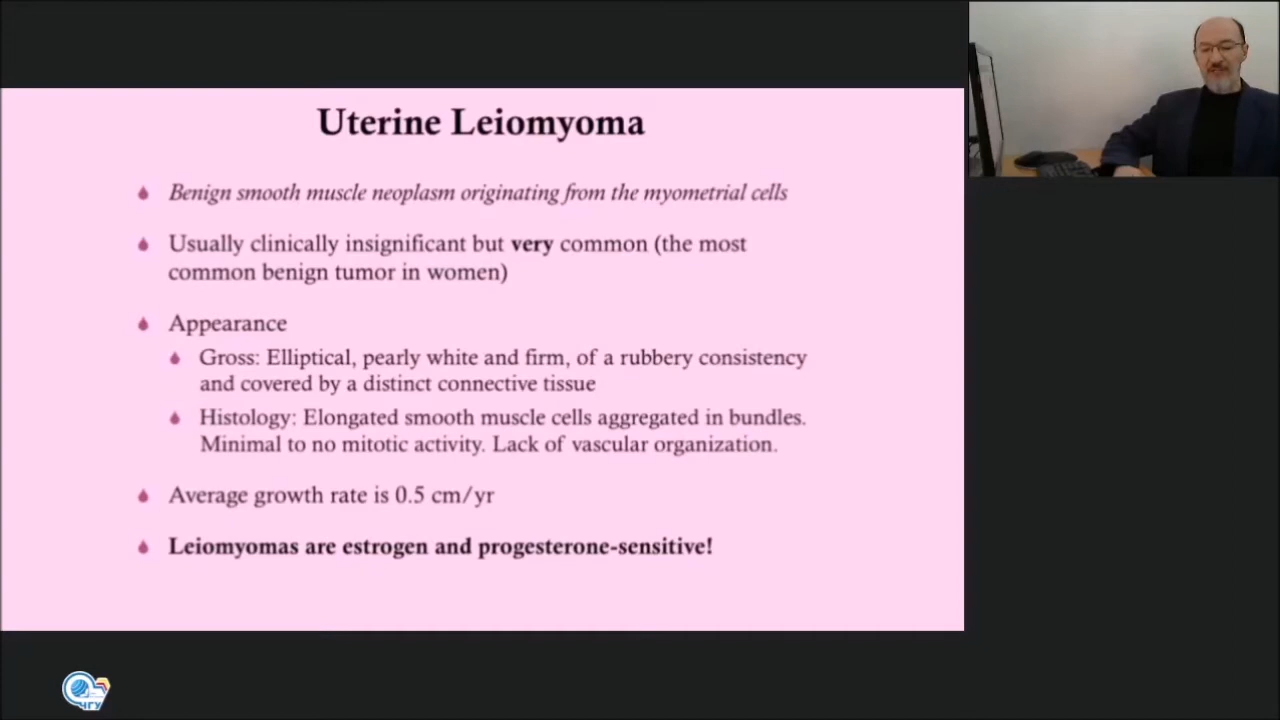 Uterine Leiomyoma
Benign smooth muscle neoplasm originating from the myometrial cells
Usually clinically insignificant but very common (the most
common benign tumor in women)
Appearance
Gross: Elliptical, pearly white and firm, of a rubbery consistency
and covered by a distinct connective tissue
Histology: Elongated smooth muscle cells aggregated in bundles.
Minimal to no mitotic activity. Lack of vascular organization.
Average growth rate is 0.5 cm/yr
Leiomyomas are estrogen and progesterone-sensitive!
ЧГУ